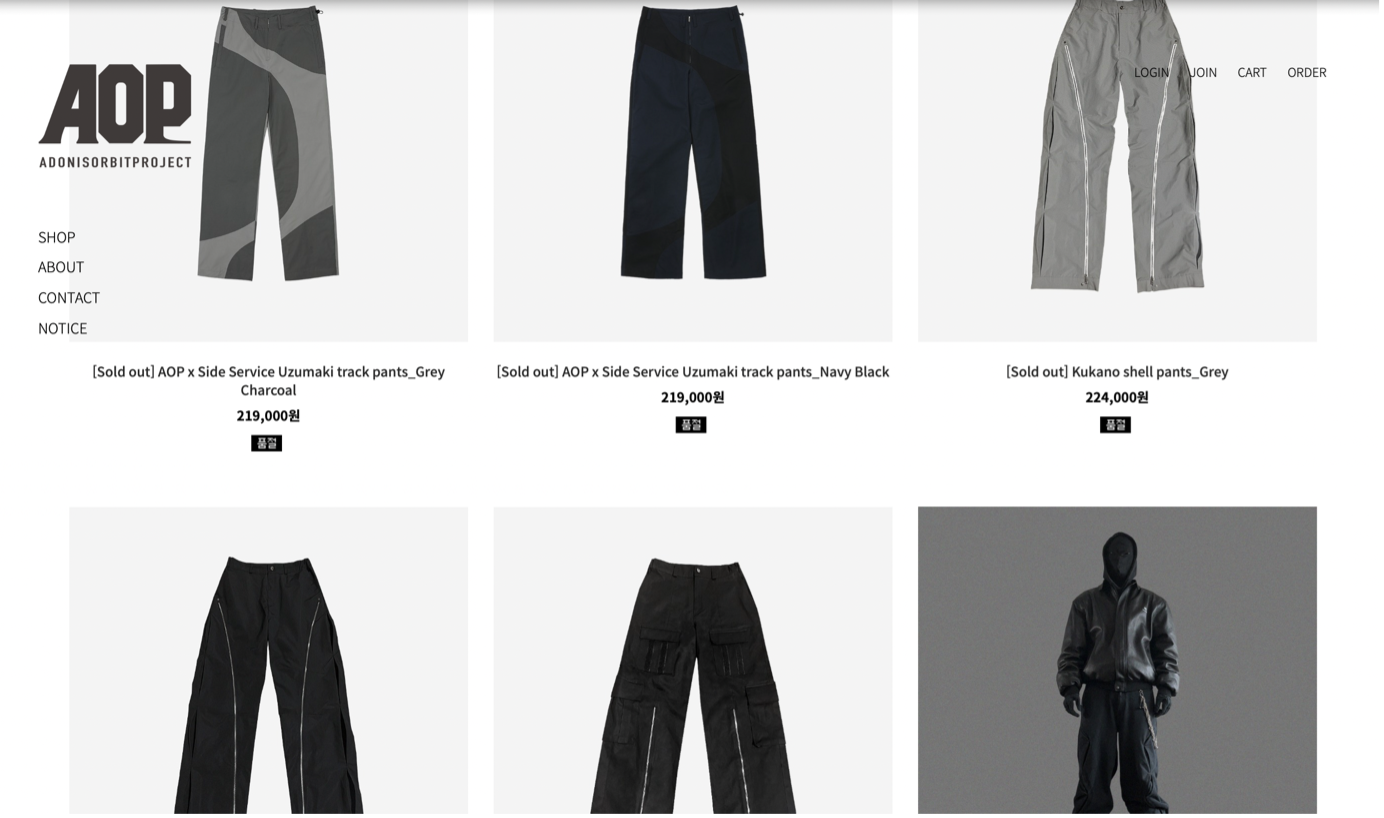 LOGIN JOIN CART ORDER
AOP
ADONISORBITPROJECT
SHOP
ABOUT
CONTACT
NOTICE
[Sold out] AOP x Side Service Uzumaki track pants_Grey
Charcoal
219,000원
품절
[Sold out] AOP x Side Service Uzumaki track pants_Navy Black
219,000원
품절
[Sold out] Kukano shell pants_Grey
224,000원
품절